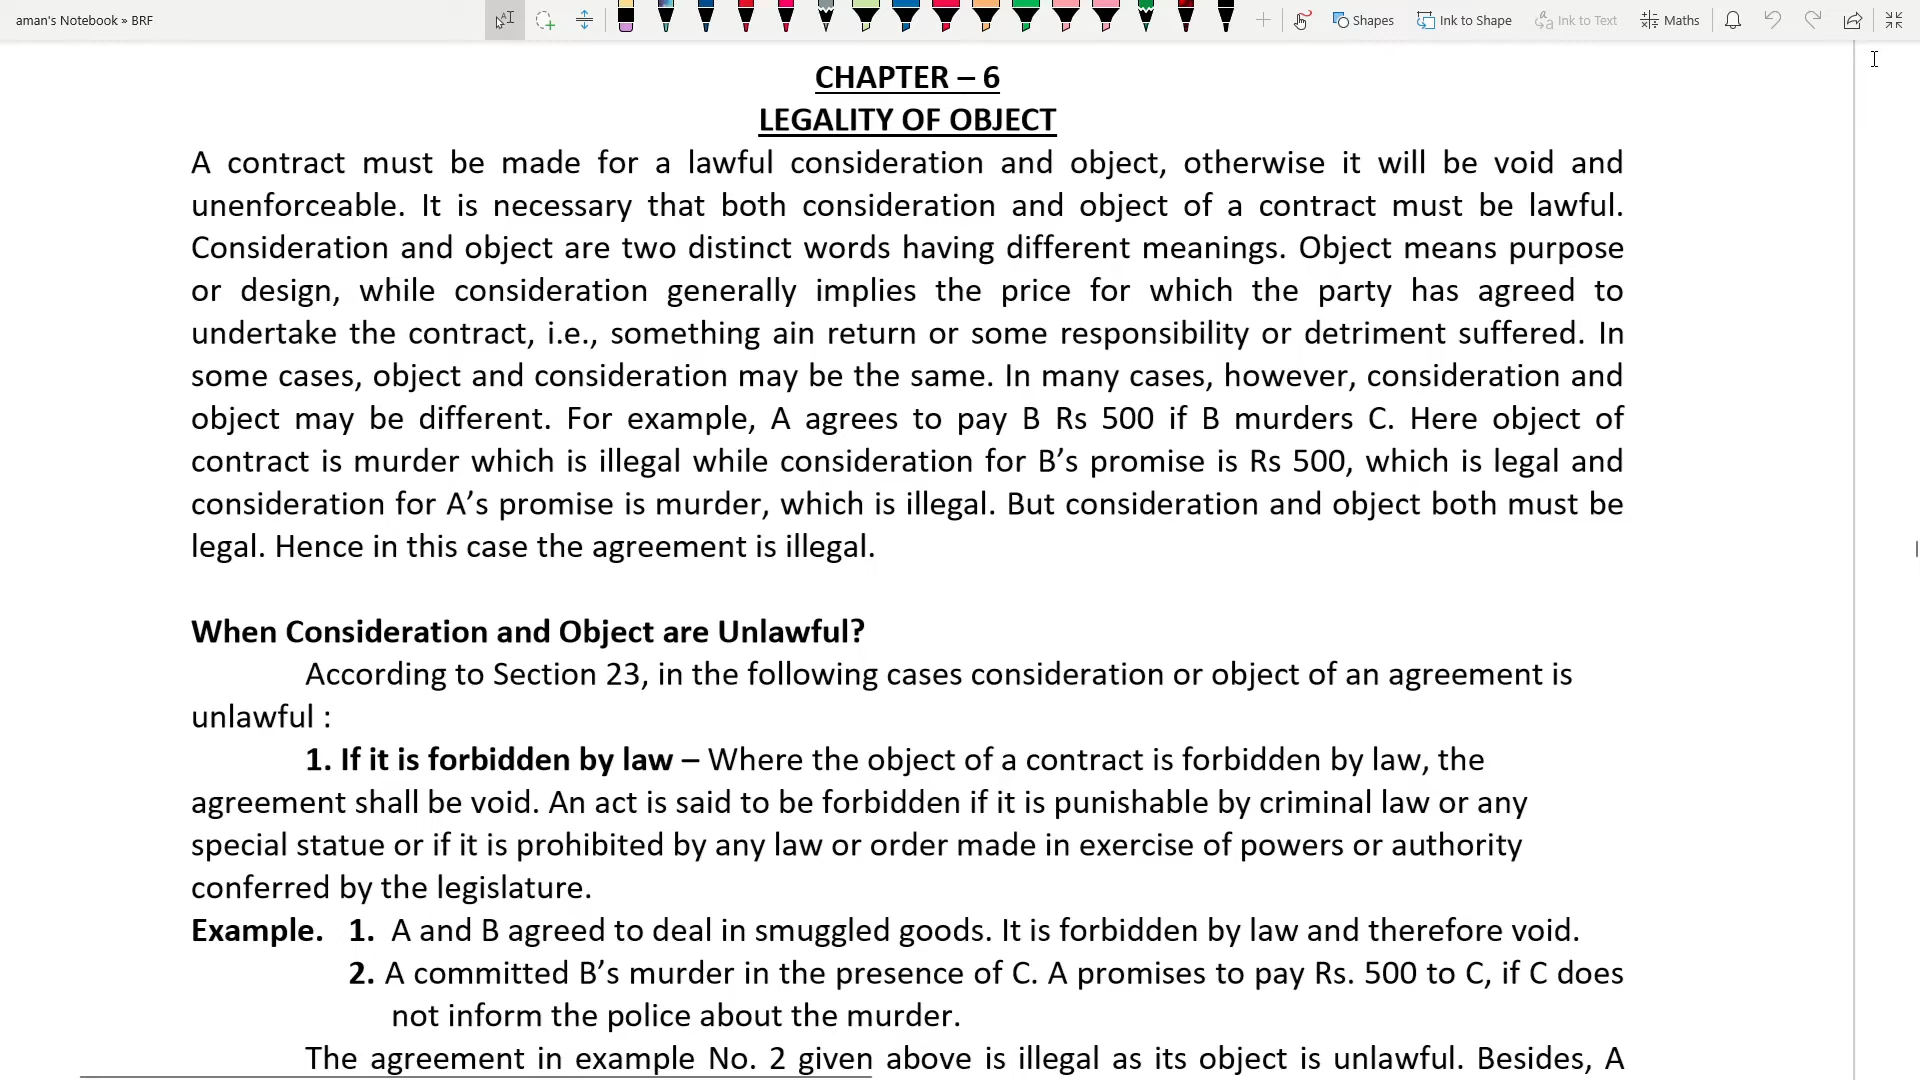 aman's Notebook » BRF
Shapes
Ink to Shape
Ink to Text
Maths
CHAPTER – 6
LEGALITY OF OBJECT
A contract must be made for a lawful consideration and object, otherwise it will be void and
unenforceable. It is necessary that both consideration and object of a contract must be lawful.
Consideration and object are two distinct words having different meanings. Object means purpose
or design, while consideration generally implies the price for which the party has agreed to
undertake the contract, i.e., something ain return or some responsibility or detriment suffered. In
some cases, object and consideration may be the same. In many cases, however, consideration and
object may be different. For example, A agrees to pay B Rs 500 if B murders C. Here object of
contract is murder which is illegal while consideration for B’s promise is Rs 500, which is legal and
consideration for A’s promise is murder, which is illegal. But consideration and object both must be
legal. Hence in this case the agreement is illegal.
When Consideration and Object are Unlawful?
According to Section 23, in the following cases consideration or object of an agreement is
unlawful :
1. If it is forbidden by law – Where the object of a contract is forbidden by law, the
agreement shall be void. An act is said to be forbidden if it is punishable by criminal law or any
special statue or if it is prohibited by any law or order made in exercise of powers or authority
conferred by the legislature.
Example. 1. A and B agreed to deal in smuggled goods. It is forbidden by law and therefore void.
2. A committed B’s murder in the presence of C. A promises to pay Rs. 500 to C, if C does
not inform the police about the murder.
The agreement in example No. 2 given above is illegal as its object is unlawful. Besides, A